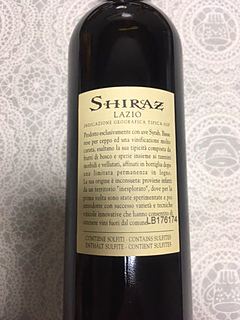 SHIRAZ
LAZIO
INDICAZIONE GEOGRAFICA TIPICA
Prodotto esclusivamente con uve Syrah. Basse
rese per ceppo ed una vinificazione molto
curata, esaltano la sua tipicità composta da
frutti di bosco e spezie insieme a tannini
morbidi e vellutati, affinati in bottiglia dopo
una limitata permanenza in legno.
La sua origine è inconsueta: proviene infatti
da un territorio "inesplorato", dove per la
prima volta sono state sperimentate e poi
prodotte con successo varietà e tecniche
viticole innovative che hanno consentito di
ottenere vini fuori dal comune.
LB176174
CONTIENE SOLFITI - CONTAINS SULFITES
ENTHÄLT SULFITE - CONTIENT SULFITES